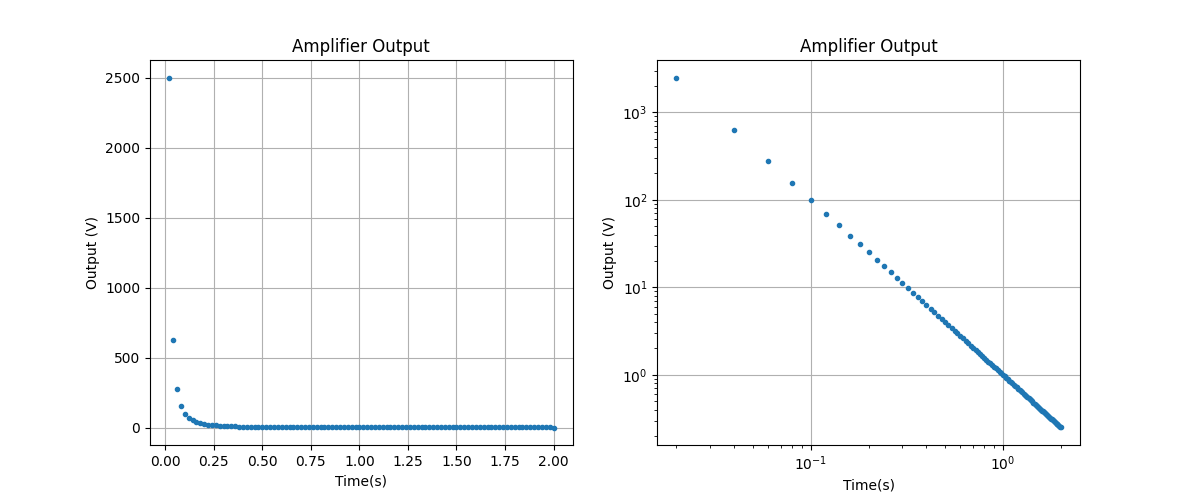 Amplifier Output
2500
2000
1500
1000
500
0
Output (V)
0.00 0.25 0.50 0.75 1.00 1.25 1.50 1.75 2.00
Time(s)
Amplifier Output
10³
10²
10¹
10⁰
Output (V)
10⁻¹ 10⁰
Time(s)